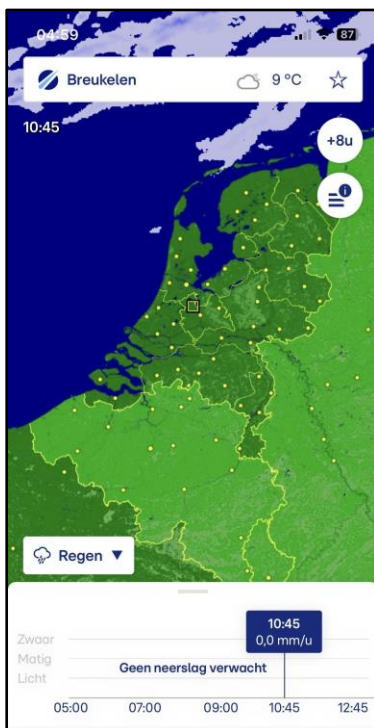 04:59
87
Breukelen
9 °C
10:45
+8u
Regen
10:45
0,0 mm/u
Zwaar
Matig
Geen neerslag verwacht
Licht
05:00 07:00 09:00 10:45 12:45